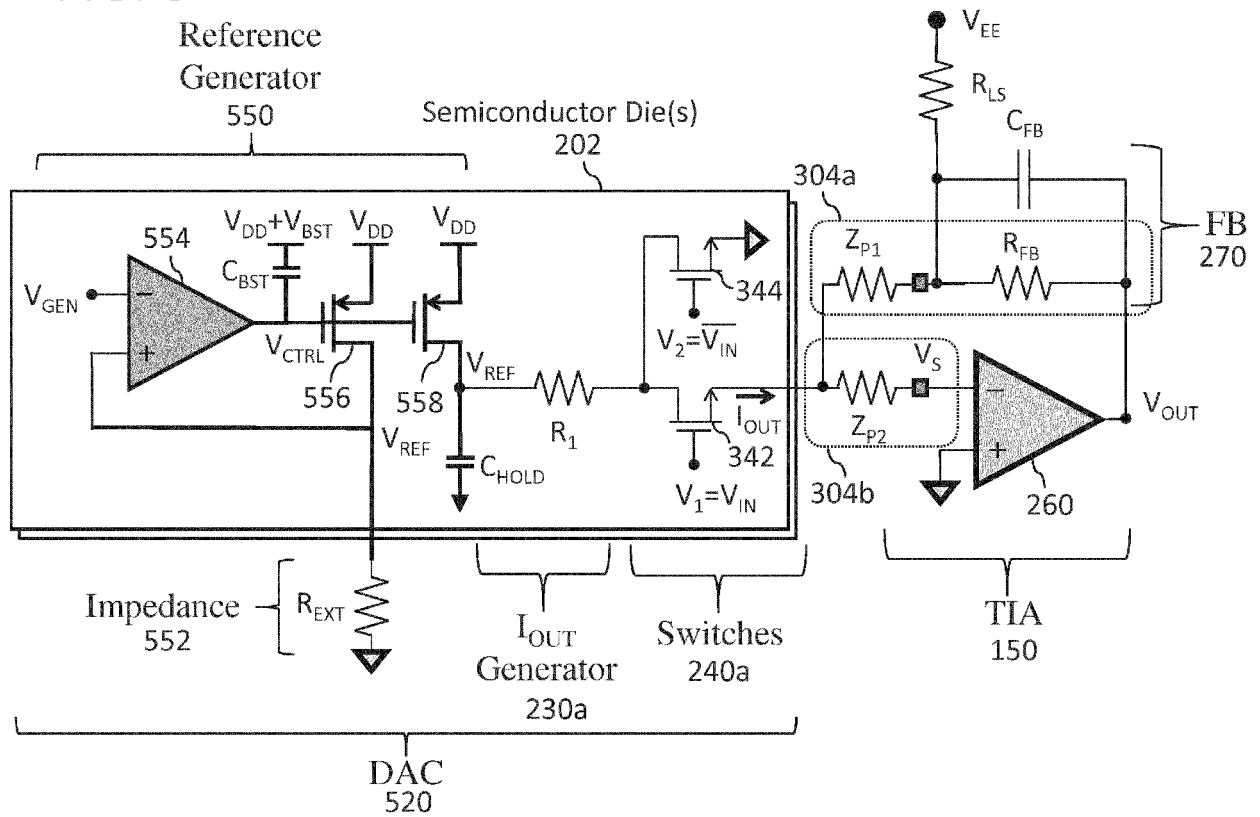 Reference
Generator
550
Semiconductor Die(s)
202
V_EE
R_LS
C_FB
304a
FB
270
V_DD+V_BST
V_DD
V_DD
554
C_BST
V_GEN
−
+
V_CTRL
556
558
V_REF
V_REF
C_HOLD
R_1
344
V_2=V̅_I̅N̅
I_OUT
342
V_1=V_IN
Z_P1
R_FB
V_S
Z_P2
304b
−
+
260
V_OUT
Impedance
552
R_EXT
I_OUT
Generator
230a
Switches
240a
TIA
150
DAC
520